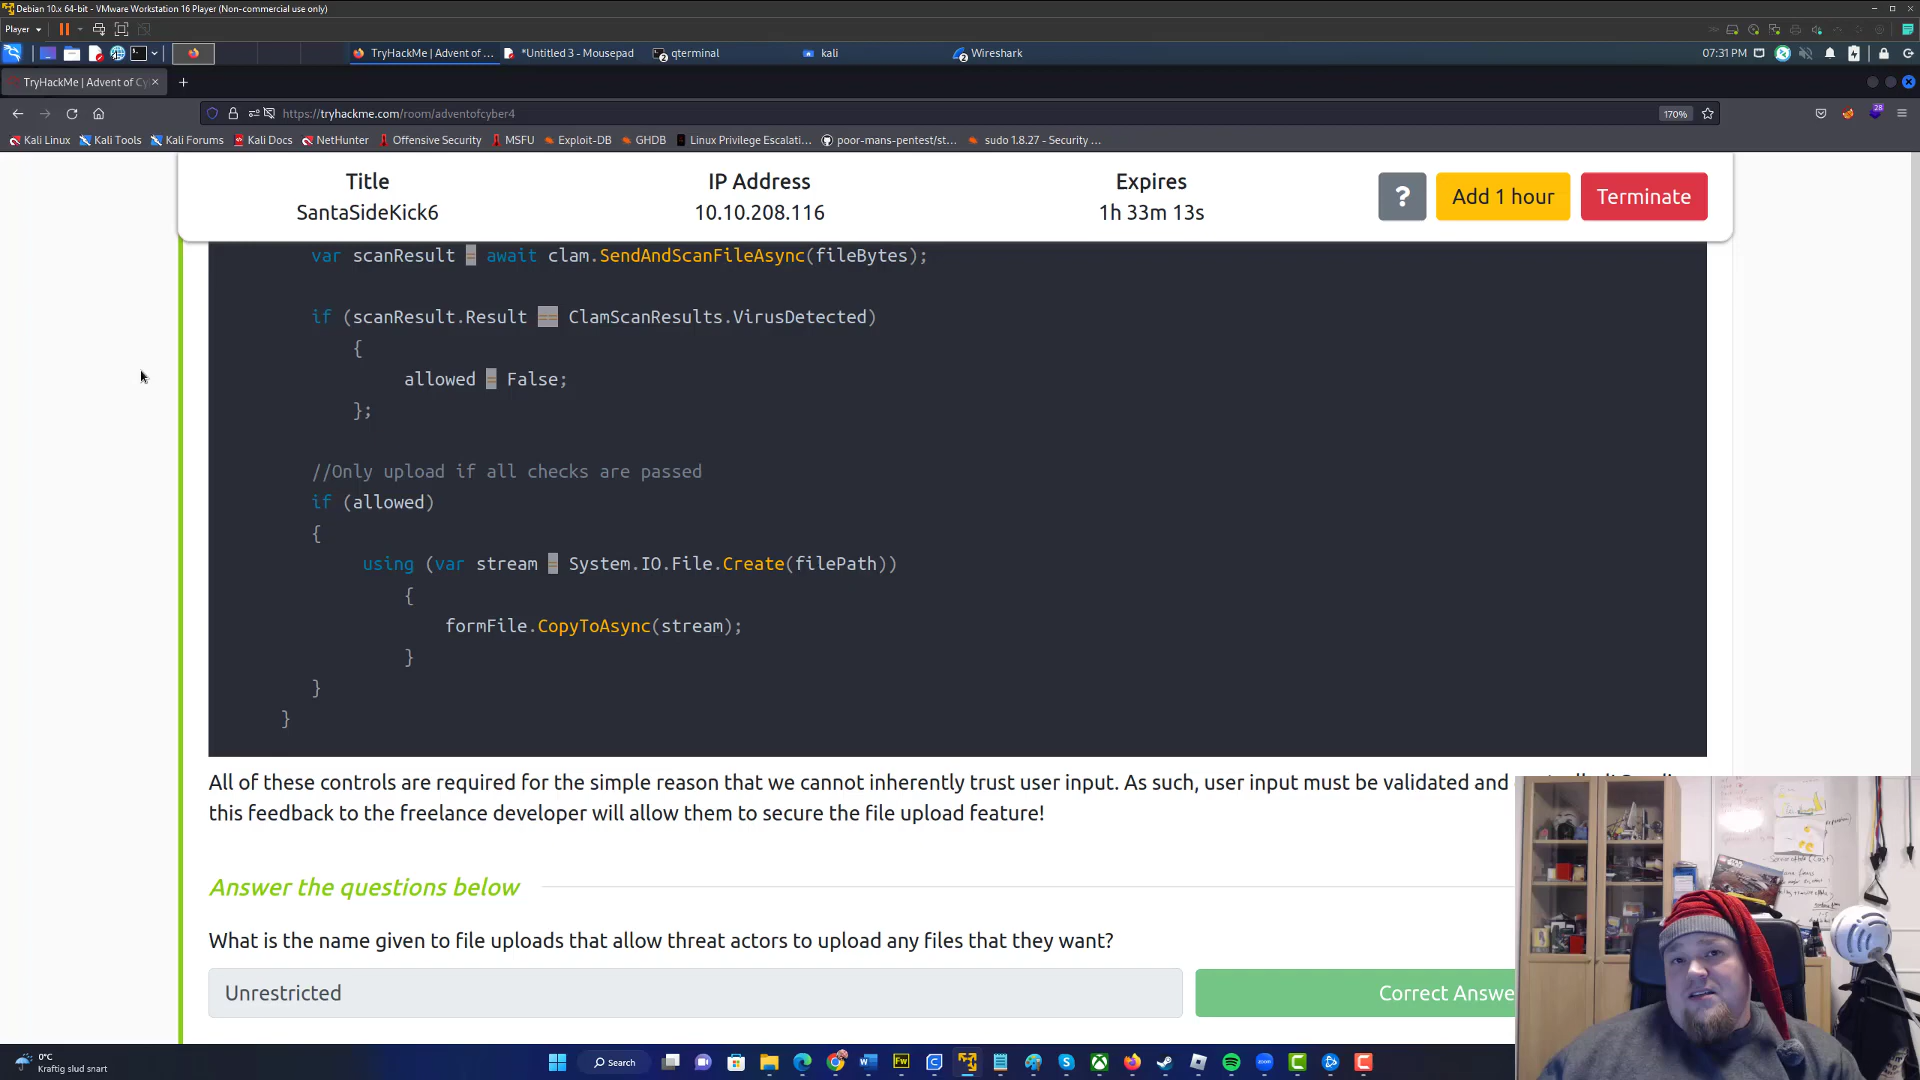 Debian 10.x 64-bit - VMware Workstation 16 Player (Non-commercial use only)
Player
TryHackMe | Advent of ...
*Untitled 3 - Mousepad
qterminal
kali
Wireshark
07:31 PM
TryHackMe | Advent of Cy
https://tryhackme.com/room/adventofcyber4
170%
28
Kali Linux
Kali Tools
Kali Forums
Kali Docs
NetHunter
Offensive Security
MSFU
Exploit-DB
GHDB
Linux Privilege Escalati...
poor-mans-pentest/st...
sudo 1.8.27 - Security ...
Title
IP Address
Expires
SantaSideKick6
10.10.208.116
1h 33m 13s
?
Add 1 hour
Terminate
var scanResult = await clam.SendAndScanFileAsync(fileBytes);
if (scanResult.Result == ClamScanResults.VirusDetected)
{
allowed = False;
};
//Only upload if all checks are passed
if (allowed)
{
using (var stream = System.IO.File.Create(filePath))
{
formFile.CopyToAsync(stream);
}
}
}
All of these controls are required for the simple reason that we cannot inherently trust user input. As such, user input must be validated and
this feedback to the freelance developer will allow them to secure the file upload feature!
Answer the questions below
What is the name given to file uploads that allow threat actors to upload any files that they want?
Unrestricted
Correct Answe
0°C
Kraftig slud snart
Search